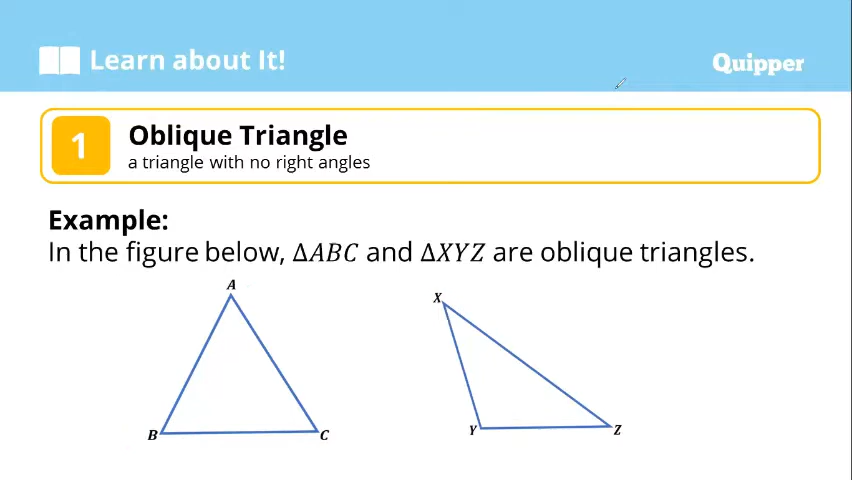 Learn about It!
Quipper
1
Oblique Triangle
a triangle with no right angles
Example:
In the figure below, Δ𝐴𝐵𝐶 and Δ𝑋𝑌𝑍 are oblique triangles.
A
X
B
C
Y
Z